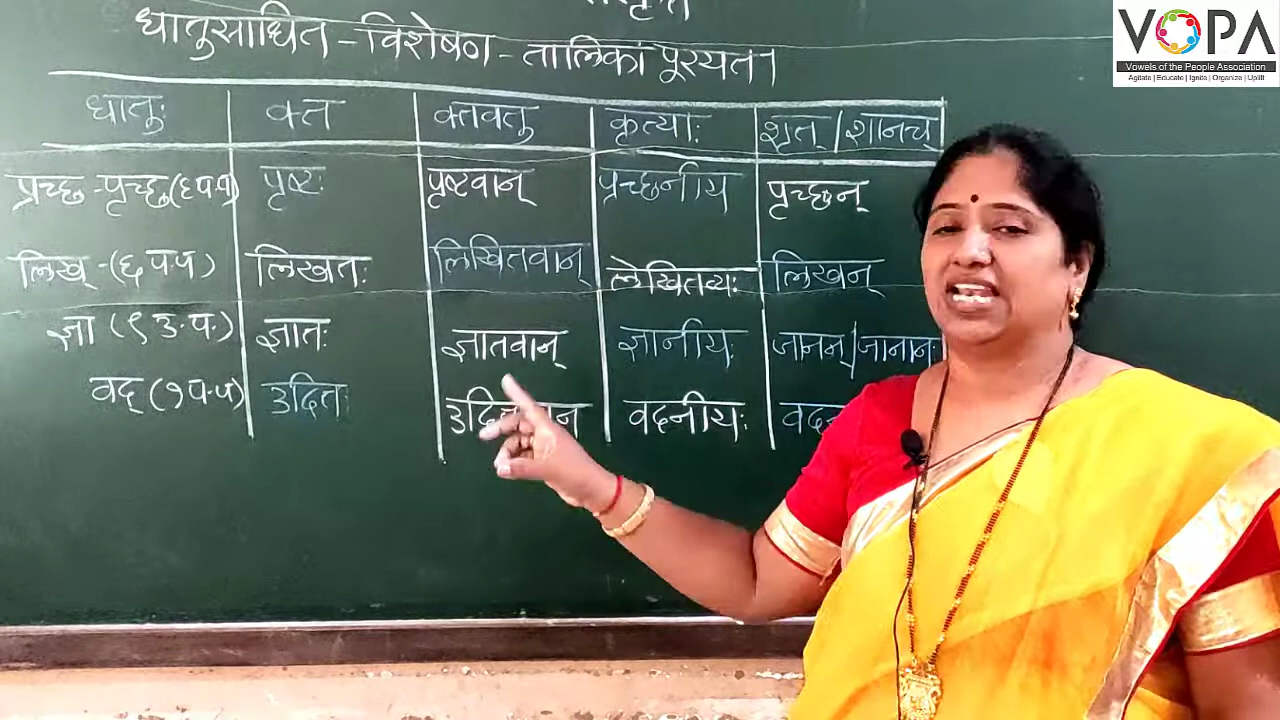 VOPA
Vowels of the People Association
Agitate | Educate | Ignite | Organize | Uplift
धातुसाधित - विशेषण - तालिकां पूरयत।
धातुः क्त क्तवतु कृत्याः शतृ / शानच्
प्रच्छ - पृच्छ (६ प.प) पृष्टः पृष्टवान् प्रच्छनीय पृच्छन्
लिख् - (६ प.प) लिखतः लिखितवान् लेखितव्यः लिखन्
ज्ञा (९ उ.प.) ज्ञातः ज्ञातवान् ज्ञानीयः जानन् / जानानः
वद् (१ प.प) उदितः वदनीयः